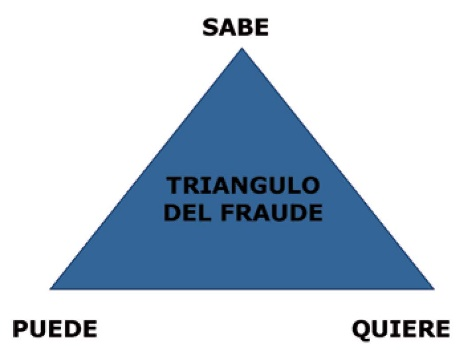 SABE
TRIANGULO
DEL FRAUDE
PUEDE
QUIERE